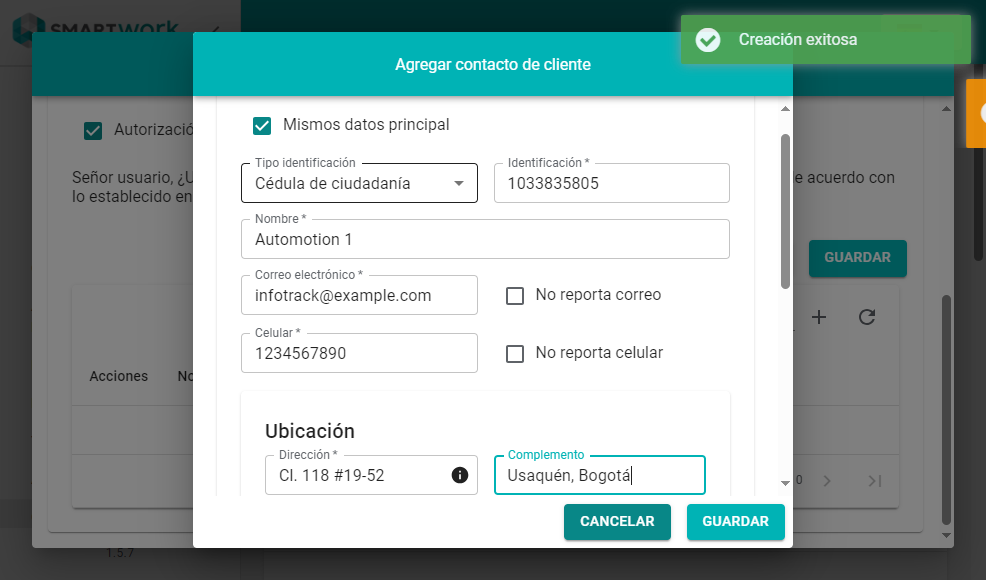 SMARTwork
Creación exitosa
Agregar contacto de cliente
Autorizació
Mismos datos principal
Señor usuario, ¿U
e acuerdo con
lo establecido en
Tipo identificación
Cédula de ciudadanía
Identificación *
1033835805
Nombre *
Automotion 1
GUARDAR
Correo electrónico *
infotrack@example.com
No reporta correo
Celular *
1234567890
No reporta celular
Acciones
No
Ubicación
Dirección *
Cl. 118 #19-52
Complemento
Usaquén, Bogotá
0
CANCELAR
GUARDAR
1.5.7